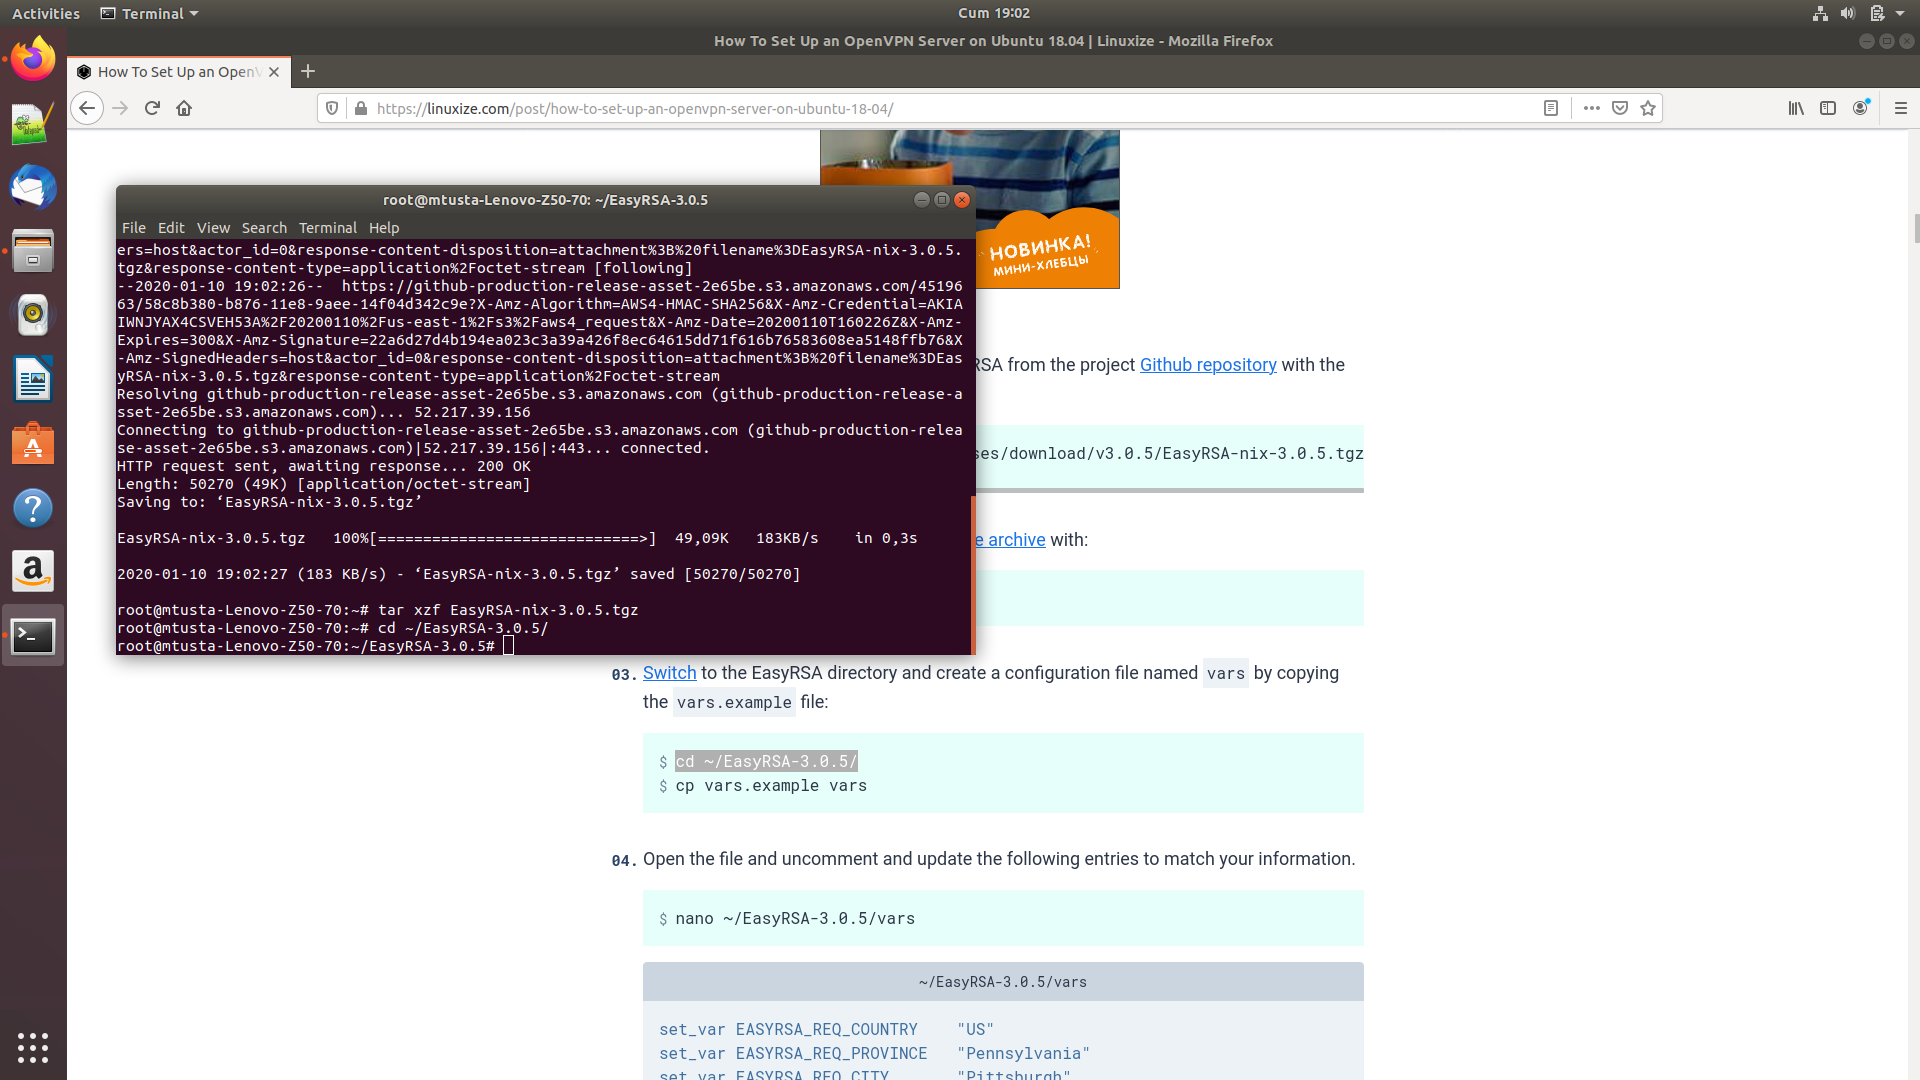 Activities
Terminal
Cum 19:02
How To Set Up an OpenVPN Server on Ubuntu 18.04 | Linuxize - Mozilla Firefox
How To Set Up an OpenV
https://linuxize.com/post/how-to-set-up-an-openvpn-server-on-ubuntu-18-04/
НОВИНКА!
МИНИ-ХЛЕБЦЫ
root@mtusta-Lenovo-Z50-70: ~/EasyRSA-3.0.5
File Edit View Search Terminal Help
ers=host&actor_id=0&response-content-disposition=attachment%3B%20filename%3DEasyRSA-nix-3.0.5.
tgz&response-content-type=application%2Foctet-stream [following]
--2020-01-10 19:02:26--  https://github-production-release-asset-2e65be.s3.amazonaws.com/45196
63/58c8b380-b876-11e8-9aee-14f04d342c9e?X-Amz-Algorithm=AWS4-HMAC-SHA256&X-Amz-Credential=AKIA
IWNJYAX4CSVEH53A%2F20200110%2Fus-east-1%2Fs3%2Faws4_request&X-Amz-Date=20200110T160226Z&X-Amz-
Expires=300&X-Amz-Signature=22a6d27d4b194ea023c3a39a426f8ec64615dd71f616b76583608ea5148ffb76&X
-Amz-SignedHeaders=host&actor_id=0&response-content-disposition=attachment%3B%20filename%3DEas
yRSA-nix-3.0.5.tgz&response-content-type=application%2Foctet-stream
Resolving github-production-release-asset-2e65be.s3.amazonaws.com (github-production-release-a
sset-2e65be.s3.amazonaws.com)... 52.217.39.156
Connecting to github-production-release-asset-2e65be.s3.amazonaws.com (github-production-relea
se-asset-2e65be.s3.amazonaws.com)|52.217.39.156|:443... connected.
HTTP request sent, awaiting response... 200 OK
Length: 50270 (49K) [application/octet-stream]
Saving to: ‘EasyRSA-nix-3.0.5.tgz’
EasyRSA-nix-3.0.5.tgz   100%[=============================>]  49,09K   183KB/s    in 0,3s
2020-01-10 19:02:27 (183 KB/s) - ‘EasyRSA-nix-3.0.5.tgz’ saved [50270/50270]
root@mtusta-Lenovo-Z50-70:~# tar xzf EasyRSA-nix-3.0.5.tgz
root@mtusta-Lenovo-Z50-70:~# cd ~/EasyRSA-3.0.5/
root@mtusta-Lenovo-Z50-70:~/EasyRSA-3.0.5#
RSA from the project Github repository with the
ses/download/v3.0.5/EasyRSA-nix-3.0.5.tgz
e archive with:
03. Switch to the EasyRSA directory and create a configuration file named vars by copying
the vars.example file:
$ cd ~/EasyRSA-3.0.5/
$ cp vars.example vars
04. Open the file and uncomment and update the following entries to match your information.
$ nano ~/EasyRSA-3.0.5/vars
~/EasyRSA-3.0.5/vars
set_var EASYRSA_REQ_COUNTRY    "US"
set_var EASYRSA_REQ_PROVINCE   "Pennsylvania"
set_var EASYRSA_REQ_CITY       "Pittsburgh"